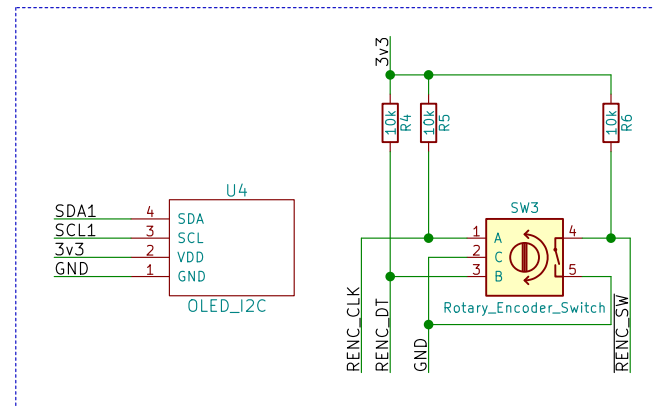 3v3
10k
R4
10k
R5
10k
R6
U4
SDA1
4
SDA
SCL1
3
SCL
3v3
2
VDD
GND
1
GND
OLED_I2C
SW3
1
A
4
2
C
3
B
5
Rotary_Encoder_Switch
RENC_CLK
RENC_DT
GND
RENC_SW